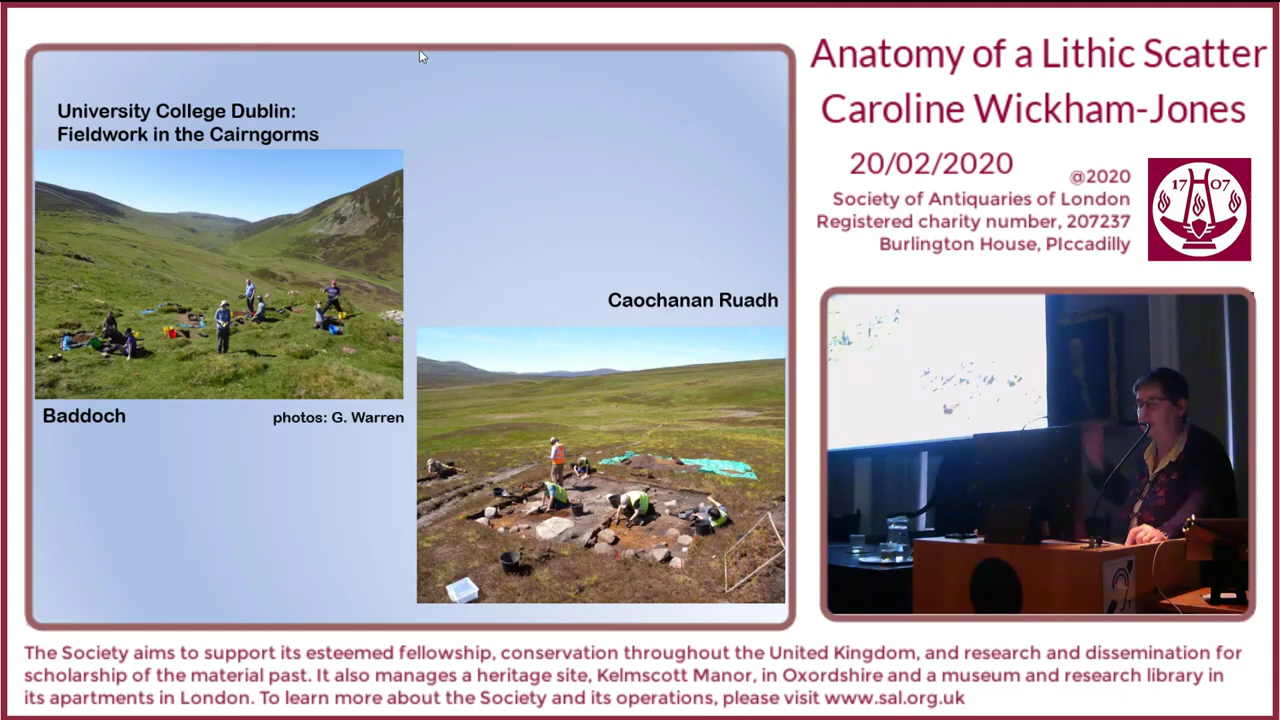 University College Dublin:
Fieldwork in the Cairngorms
Baddoch
photos: G. Warren
Caochanan Ruadh
Anatomy of a Lithic Scatter
Caroline Wickham-Jones
20/02/2020
@2020
Society of Antiquaries of London
Registered charity number, 207237
Burlington House, PIccadilly
17 07
The Society aims to support its esteemed fellowship, conservation throughout the United Kingdom, and research and dissemination for
scholarship of the material past. It also manages a heritage site, Kelmscott Manor, in Oxordshire and a museum and research library in
its apartments in London. To learn more about the Society and its operations, please visit www.sal.org.uk